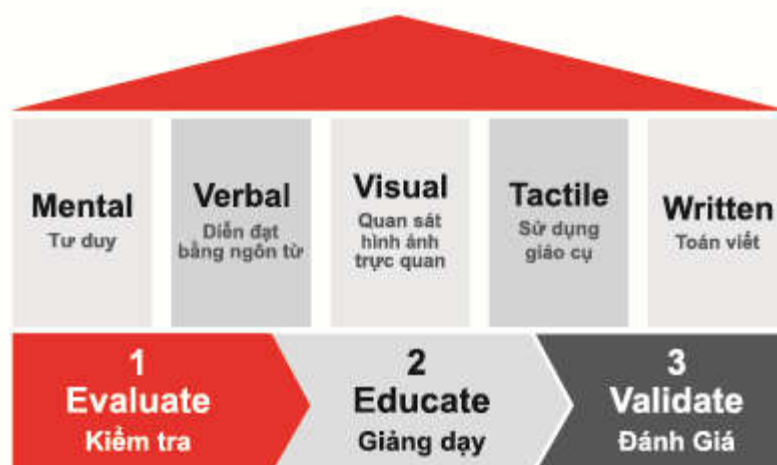 Mental
Tư duy
Verbal
Diễn đạt
bằng ngôn từ
Visual
Quan sát
hình ảnh
trực quan
Tactile
Sử dụng
giáo cụ
Written
Toán viết
1
Evaluate
Kiểm tra
2
Educate
Giảng dạy
3
Validate
Đánh Giá